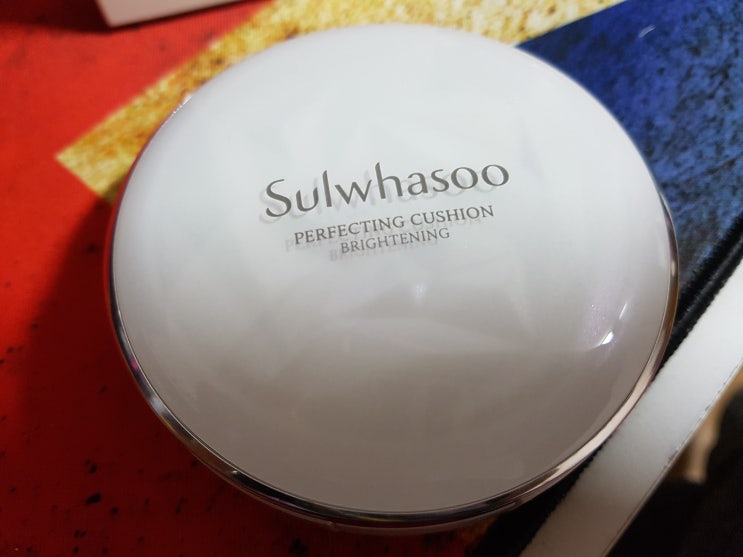 Sulwhasoo
PERFECTING CUSHION
BRIGHTENING